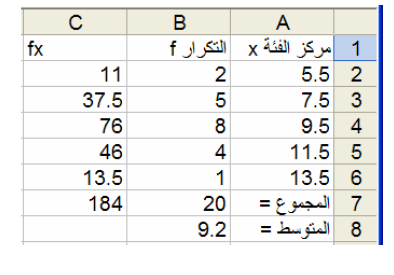 A B C
1 مركز الفئة x التكرار f fx
2 5.5 2 11
3 7.5 5 37.5
4 9.5 8 76
5 11.5 4 46
6 13.5 1 13.5
7 المجموع = 20 184
8 المتوسط = 9.2